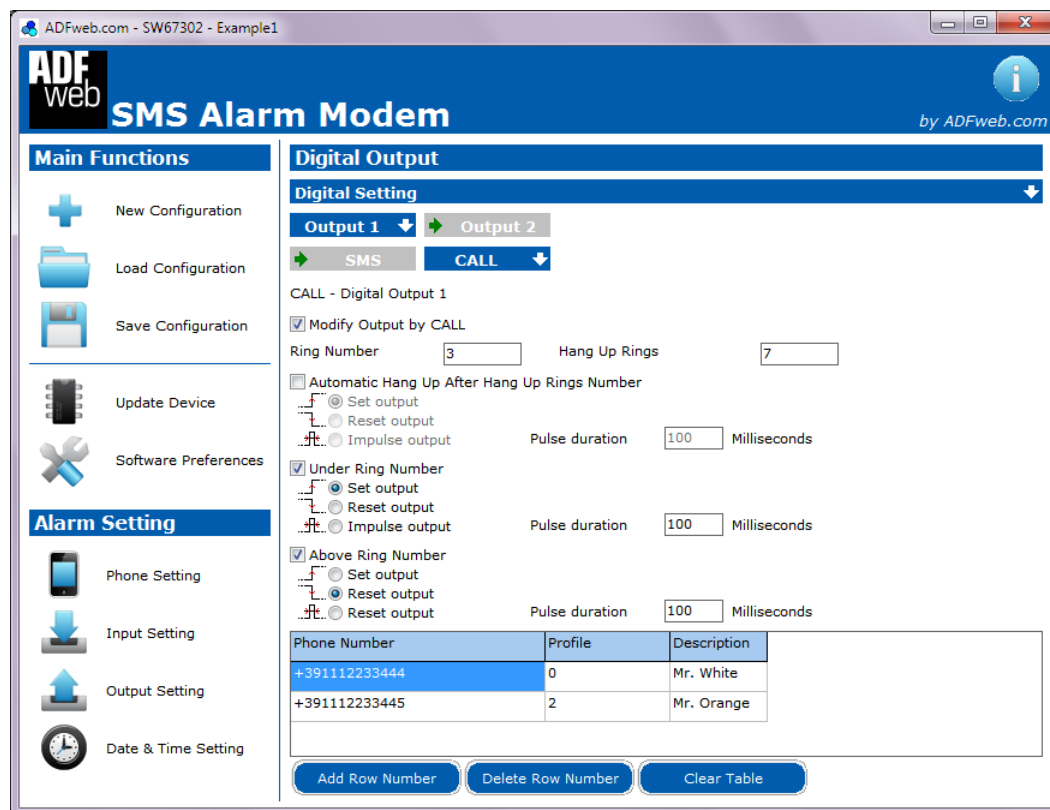 ADFweb.com - SW67302 - Example1
ADF
web
SMS Alarm Modem
by ADFweb.com
Main Functions
New Configuration
Load Configuration
Save Configuration
Update Device
Software Preferences
Alarm Setting
Phone Setting
Input Setting
Output Setting
Date & Time Setting
Digital Output
Digital Setting
Output 1 Output 2
SMS CALL
CALL - Digital Output 1
Modify Output by CALL
Ring Number 3 Hang Up Rings 7
Automatic Hang Up After Hang Up Rings Number
Set output
Reset output
Impulse output Pulse duration 100 Milliseconds
Under Ring Number
Set output
Reset output
Impulse output Pulse duration 100 Milliseconds
Above Ring Number
Set output
Reset output
Reset output Pulse duration 100 Milliseconds
Phone Number Profile Description
+391112233444 0 Mr. White
+391112233445 2 Mr. Orange
Add Row Number Delete Row Number Clear Table